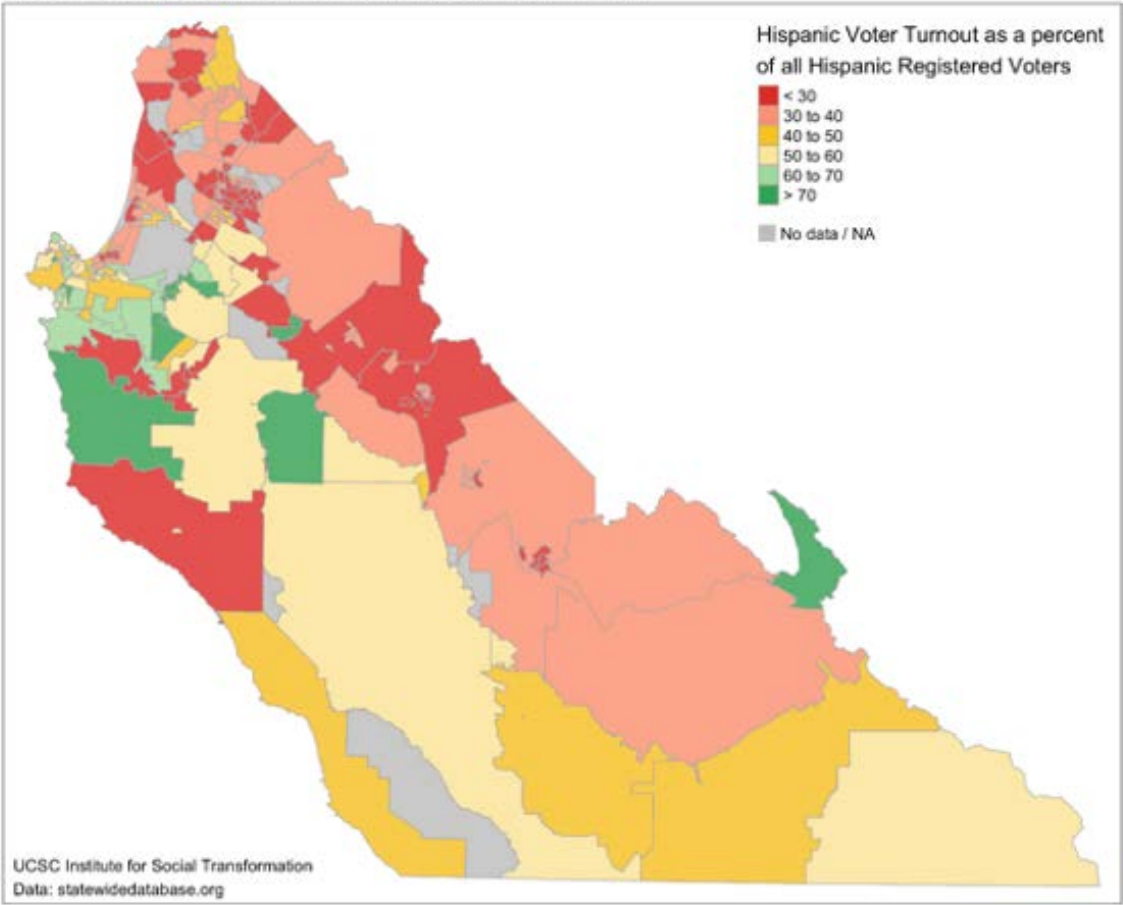 Hispanic Voter Turnout as a percent
of all Hispanic Registered Voters
< 30
30 to 40
40 to 50
50 to 60
60 to 70
> 70
No data / NA
UCSC Institute for Social Transformation
Data: statewidedatabase.org